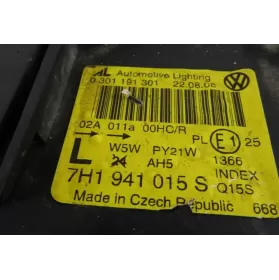 AL Automotive Lighting
0 301 191 301 22.08.06
02A 011a 00HC/R PL E1 25
L W5W PY21W 1366
AH5 INDEX
7H1 941 015 S Q15S
Made in Czech Republic 668